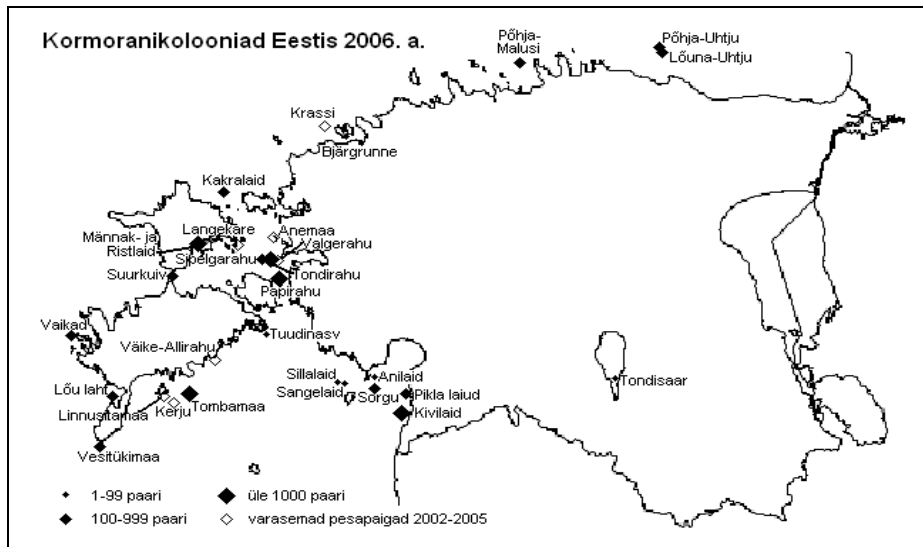 Kormoranikolooniad Eestis 2006. a.
Põhja-
Malusi
Põhja-Uhtju
Lõuna-Uhtju
Krassi
Bjärgrunne
Kakralaid
Langekare
Anemaa
Männak- ja
Ristlaid
Valgerahu
Sipelgarahu
Suurkuiv
Tondirahu
Papirahu
Vaikad
Tuudinasv
Väike-Allirahu
Sillalaid
Anilaid
Tondisaar
Lõu laht
Sangelaid
Sorgu
Pikla laiud
Linnusitamaa
Kerju
Tombamaa
Kivilaid
Vesitükimaa
1-99 paari
üle 1000 paari
100-999 paari
varasemad pesapaigad 2002-2005